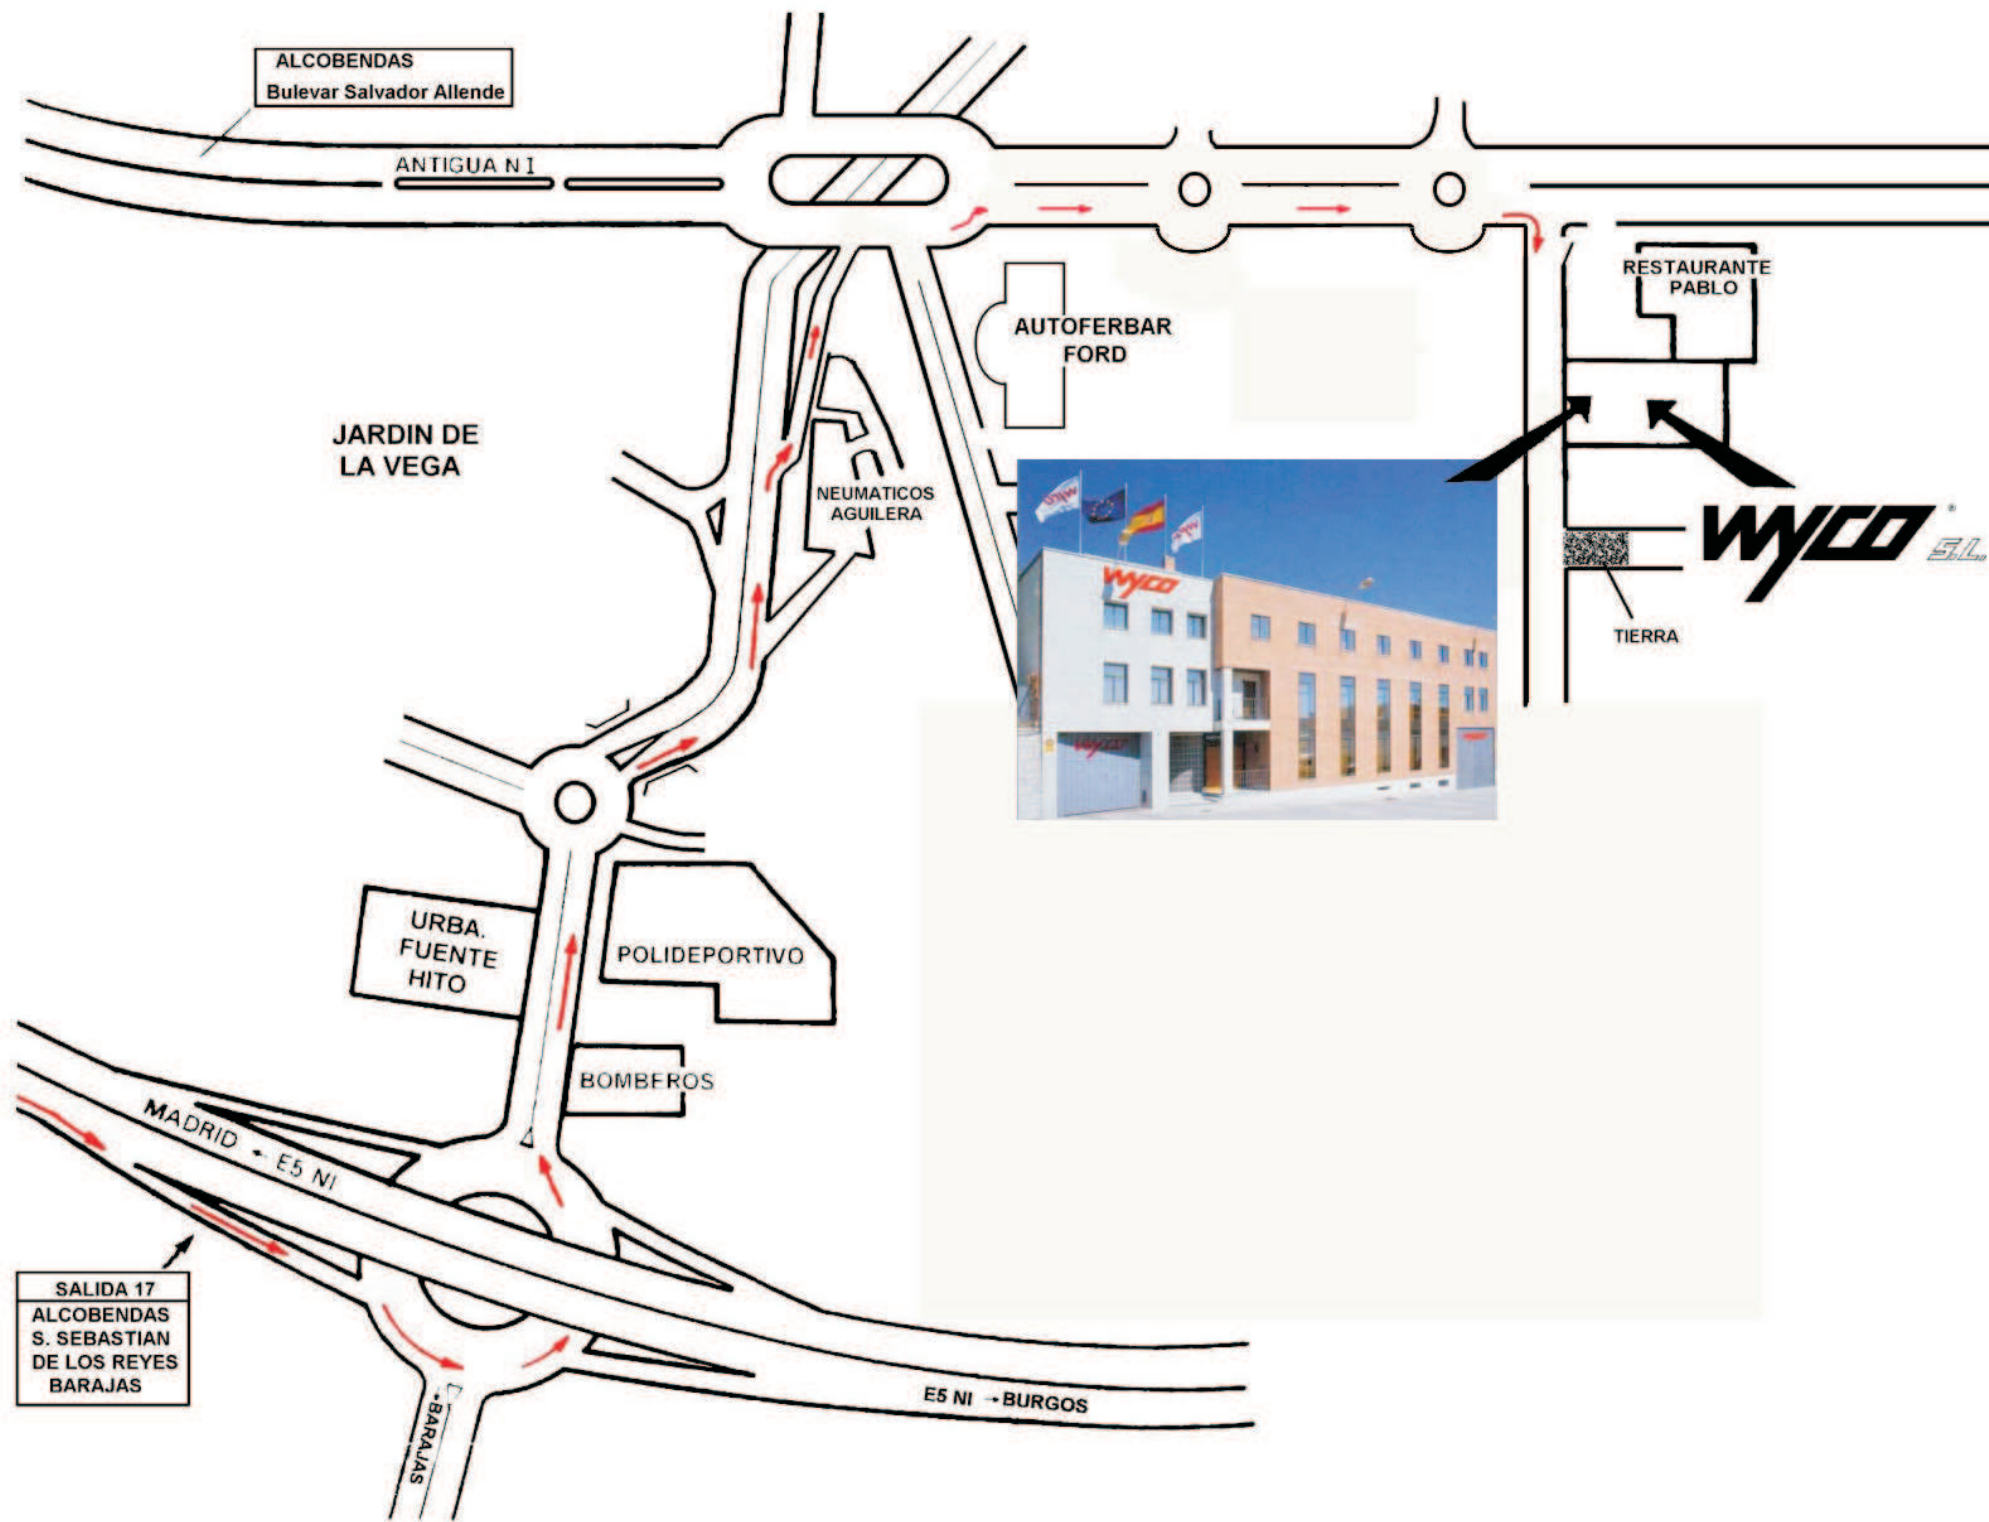 ALCOBENDAS
Bulevar Salvador Allende
ANTIGUA N I
RESTAURANTE
PABLO
AUTOFERBAR
FORD
JARDIN DE
LA VEGA
NEUMATICOS
AGUILERA
WYCO
WYCO
S.L.
TIERRA
URBA.
FUENTE
HITO
POLIDEPORTIVO
BOMBEROS
MADRID ← E5 NI
SALIDA 17
ALCOBENDAS
S. SEBASTIAN
DE LOS REYES
BARAJAS
E5 NI → BURGOS
←BARAJAS